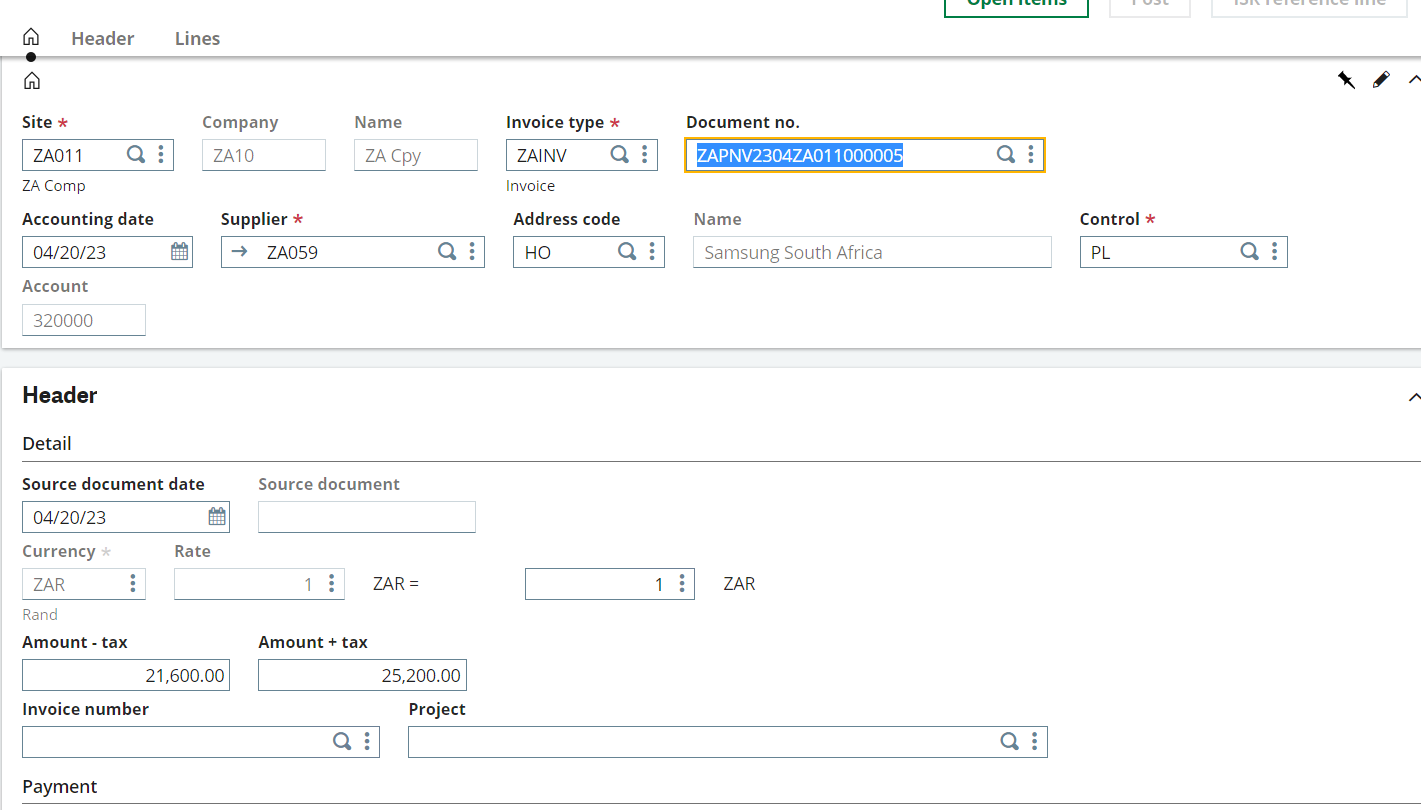 Open items Post ISR reference line
Header Lines
Site * Company Name Invoice type * Document no.
ZA011 ZA10 ZA Cpy ZAINV ZAPNV2304ZA011000005
ZA Comp Invoice
Accounting date Supplier * Address code Name Control *
04/20/23 ZA059 HO Samsung South Africa PL
Account
320000
Header
Detail
Source document date Source document
04/20/23
Currency * Rate
ZAR 1 ZAR = 1 ZAR
Rand
Amount - tax Amount + tax
21,600.00 25,200.00
Invoice number Project
Payment